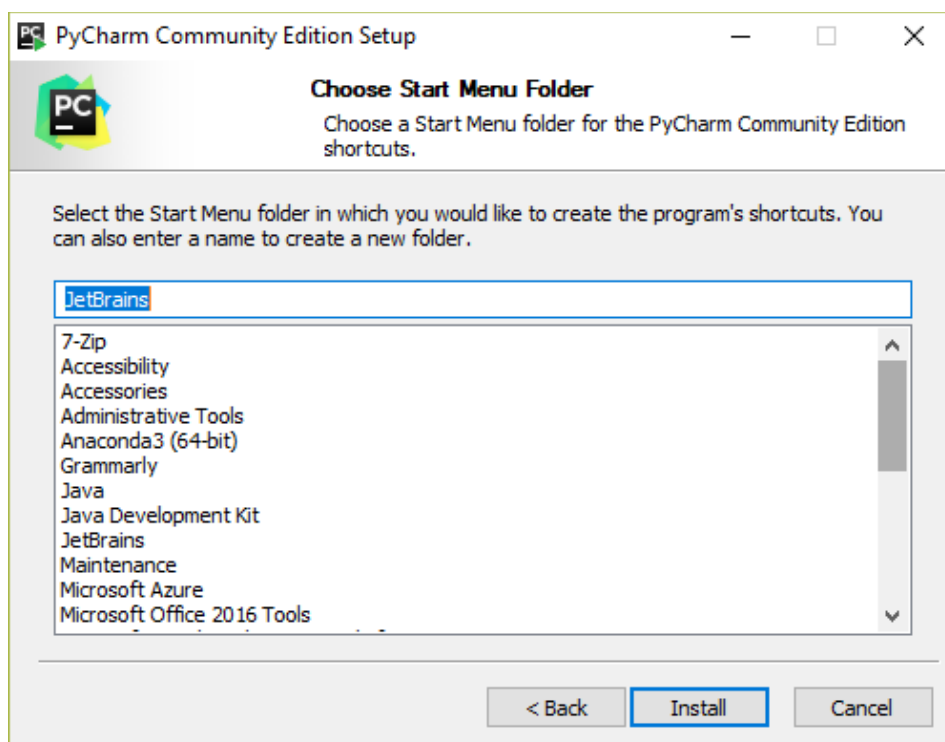 PC PyCharm Community Edition Setup
PC
Choose Start Menu Folder
Choose a Start Menu folder for the PyCharm Community Edition
shortcuts.
Select the Start Menu folder in which you would like to create the program's shortcuts. You
can also enter a name to create a new folder.
JetBrains
7-Zip
Accessibility
Accessories
Administrative Tools
Anaconda3 (64-bit)
Grammarly
Java
Java Development Kit
JetBrains
Maintenance
Microsoft Azure
Microsoft Office 2016 Tools
< Back Install Cancel